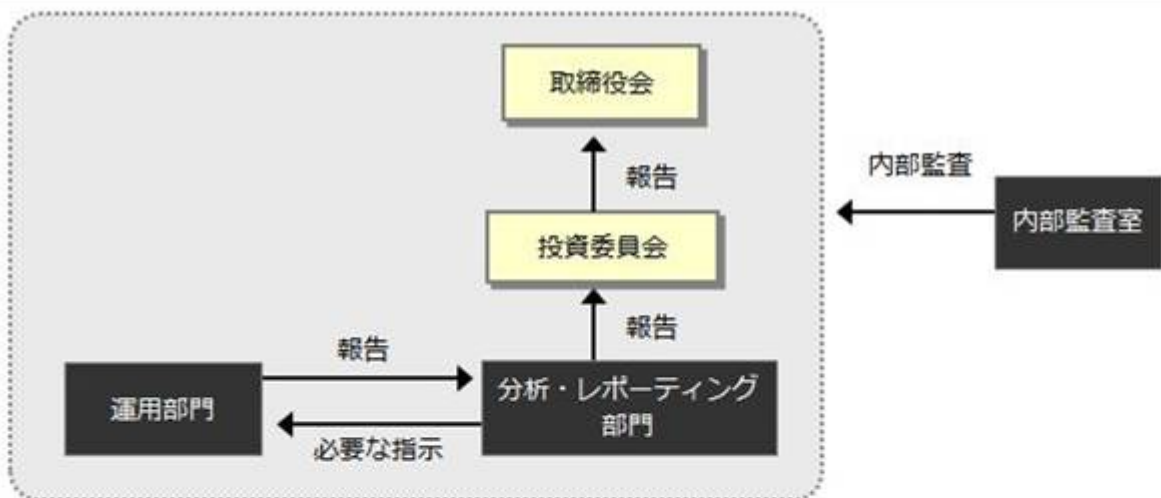 取締役会
報告
内部監査
内部監査室
投資委員会
報告
報告
運用部門
分析・レポーティング
部門
必要な指示